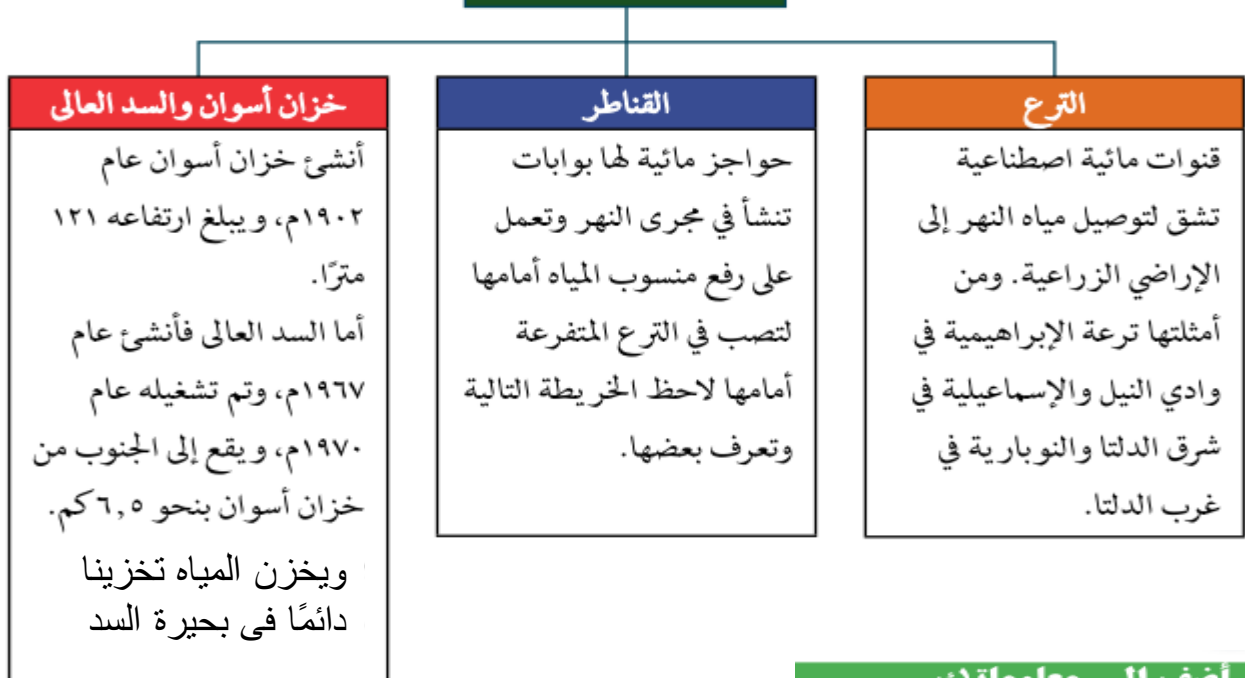 الترع
قنوات مائية اصطناعية
تشق لتوصيل مياه النهر إلى
الإراضي الزراعية. ومن
أمثلتها ترعة الإبراهيمية في
وادي النيل والإسماعيلية في
شرق الدلتا والنوبارية في
غرب الدلتا.
القناطر
حواجز مائية لها بوابات
تنشأ في مجرى النهر وتعمل
على رفع منسوب المياه أمامها
لتصب في الترع المتفرعة
أمامها لاحظ الخريطة التالية
وتعرف بعضها.
خزان أسوان والسد العالى
أنشئ خزان أسوان عام
١٩٠٢م، ويبلغ ارتفاعه ١٢١
مترًا.
أما السد العالى فأنشئ عام
١٩٦٧م، وتم تشغيله عام
١٩٧٠م، ويقع إلى الجنوب من
خزان أسوان بنحو ٦,٥ كم.
ويخزن المياه تخزينا
دائمًا فى بحيرة السد